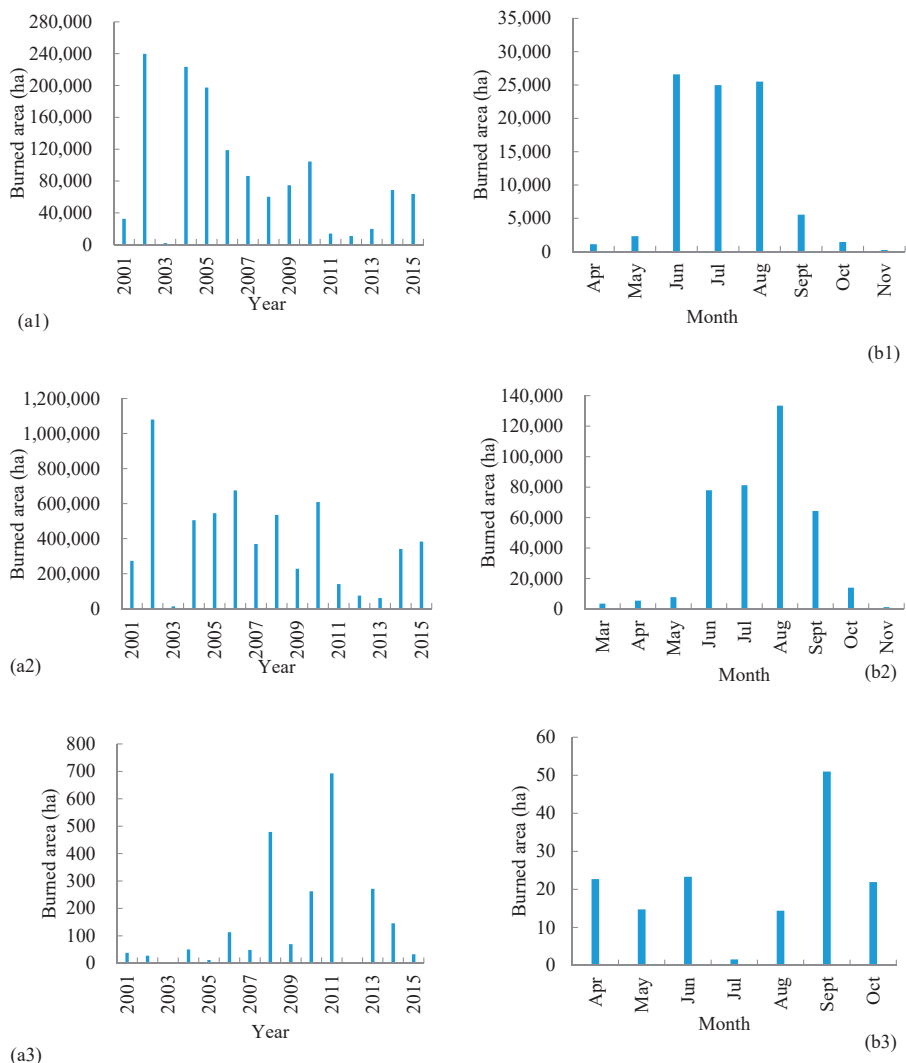 280,000
240,000
200,000
160,000
120,000
80,000
40,000
0
Burned area (ha)
2001
2003
2005
2007
2009
2011
2013
2015
Year
(a1)
35,000
30,000
25,000
20,000
15,000
10,000
5,000
0
Burned area (ha)
Apr
May
Jun
Jul
Aug
Sept
Oct
Nov
Month
(b1)
1,200,000
1,000,000
800,000
600,000
400,000
200,000
0
Burned area (ha)
2001
2003
2005
2007
2009
2011
2013
2015
Year
(a2)
140,000
120,000
100,000
80,000
60,000
40,000
20,000
0
Burned area (ha)
Mar
Apr
May
Jun
Jul
Aug
Sept
Oct
Nov
Month
(b2)
800
700
600
500
400
300
200
100
0
Burned area (ha)
2001
2003
2005
2007
2009
2011
2013
2015
Year
(a3)
60
50
40
30
20
10
0
Burned area (ha)
Apr
May
Jun
Jul
Aug
Sept
Oct
Month
(b3)